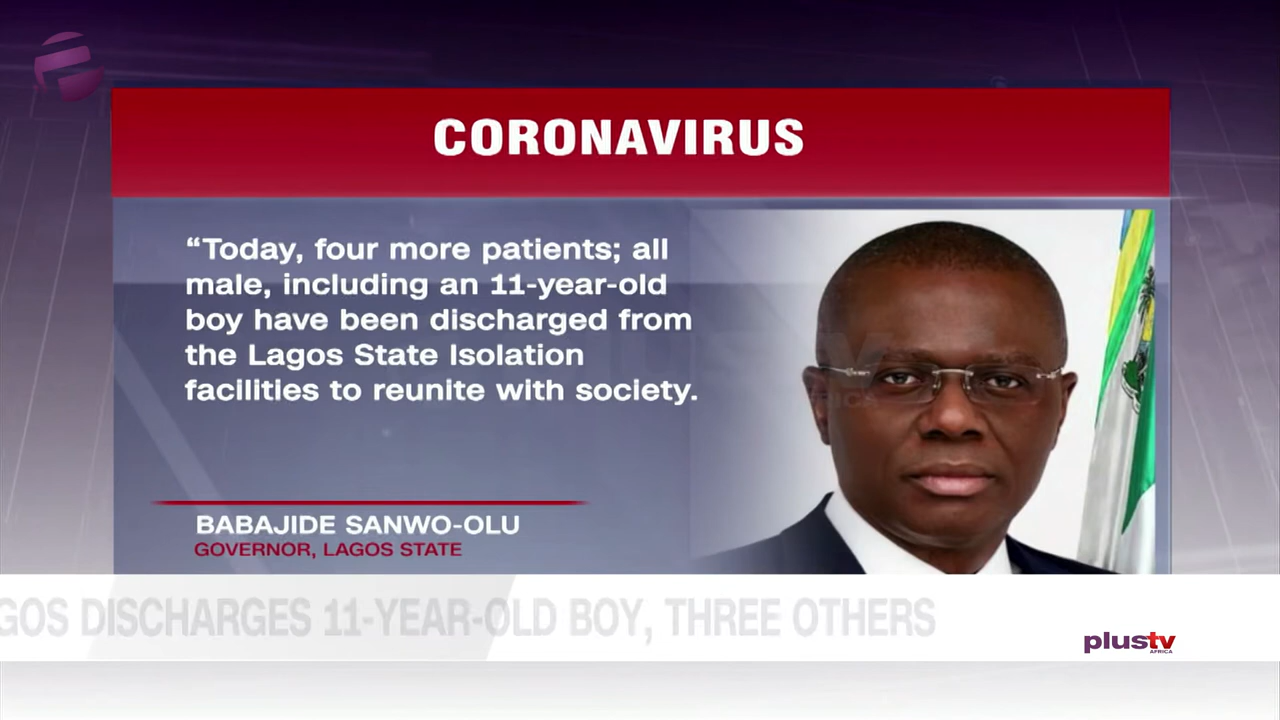 CORONAVIRUS
“Today, four more patients; all
male, including an 11-year-old
boy have been discharged from
the Lagos State Isolation
facilities to reunite with society.
BABAJIDE SANWO-OLU
GOVERNOR, LAGOS STATE
GOS DISCHARGES 11-YEAR-OLD BOY, THREE OTHERS
plustv
AFRICA